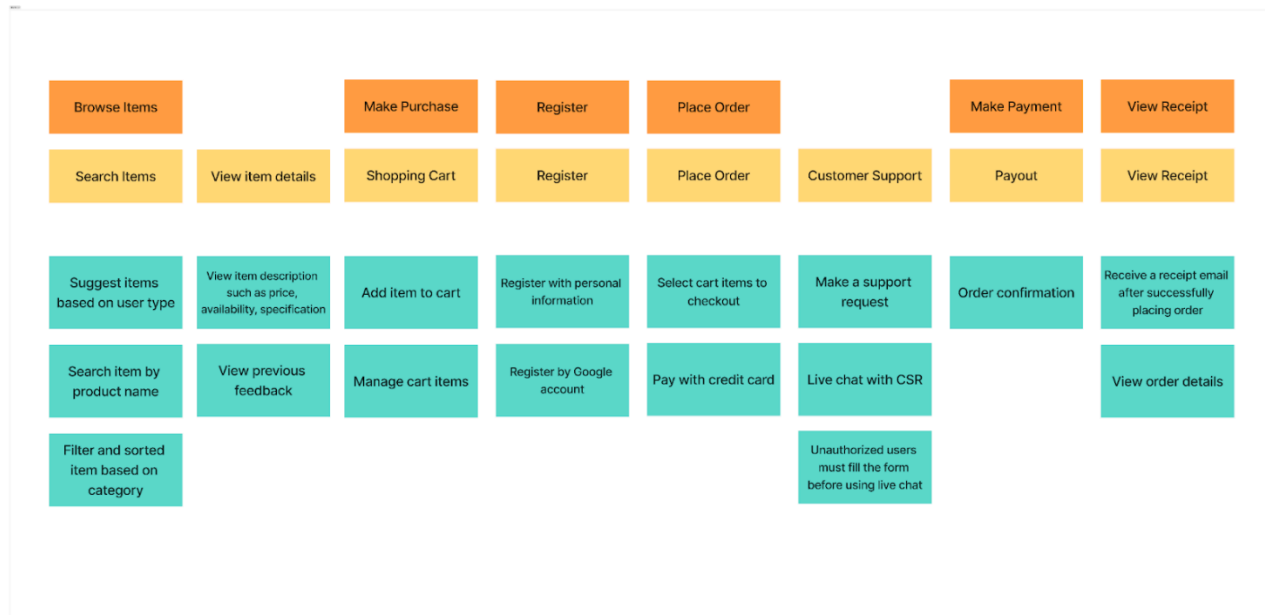 Browse Items
Make Purchase
Register
Place Order
Make Payment
View Receipt
Search Items
View item details
Shopping Cart
Register
Place Order
Customer Support
Payout
View Receipt
Suggest items
based on user type
View item description
such as price,
availability, specification
Add item to cart
Register with personal
information
Select cart items to
checkout
Make a support
request
Order confirmation
Receive a receipt email
after successfully
placing order
Search item by
product name
View previous
feedback
Manage cart items
Register by Google
account
Pay with credit card
Live chat with CSR
View order details
Filter and sorted
item based on
category
Unauthorized users
must fill the form
before using live chat